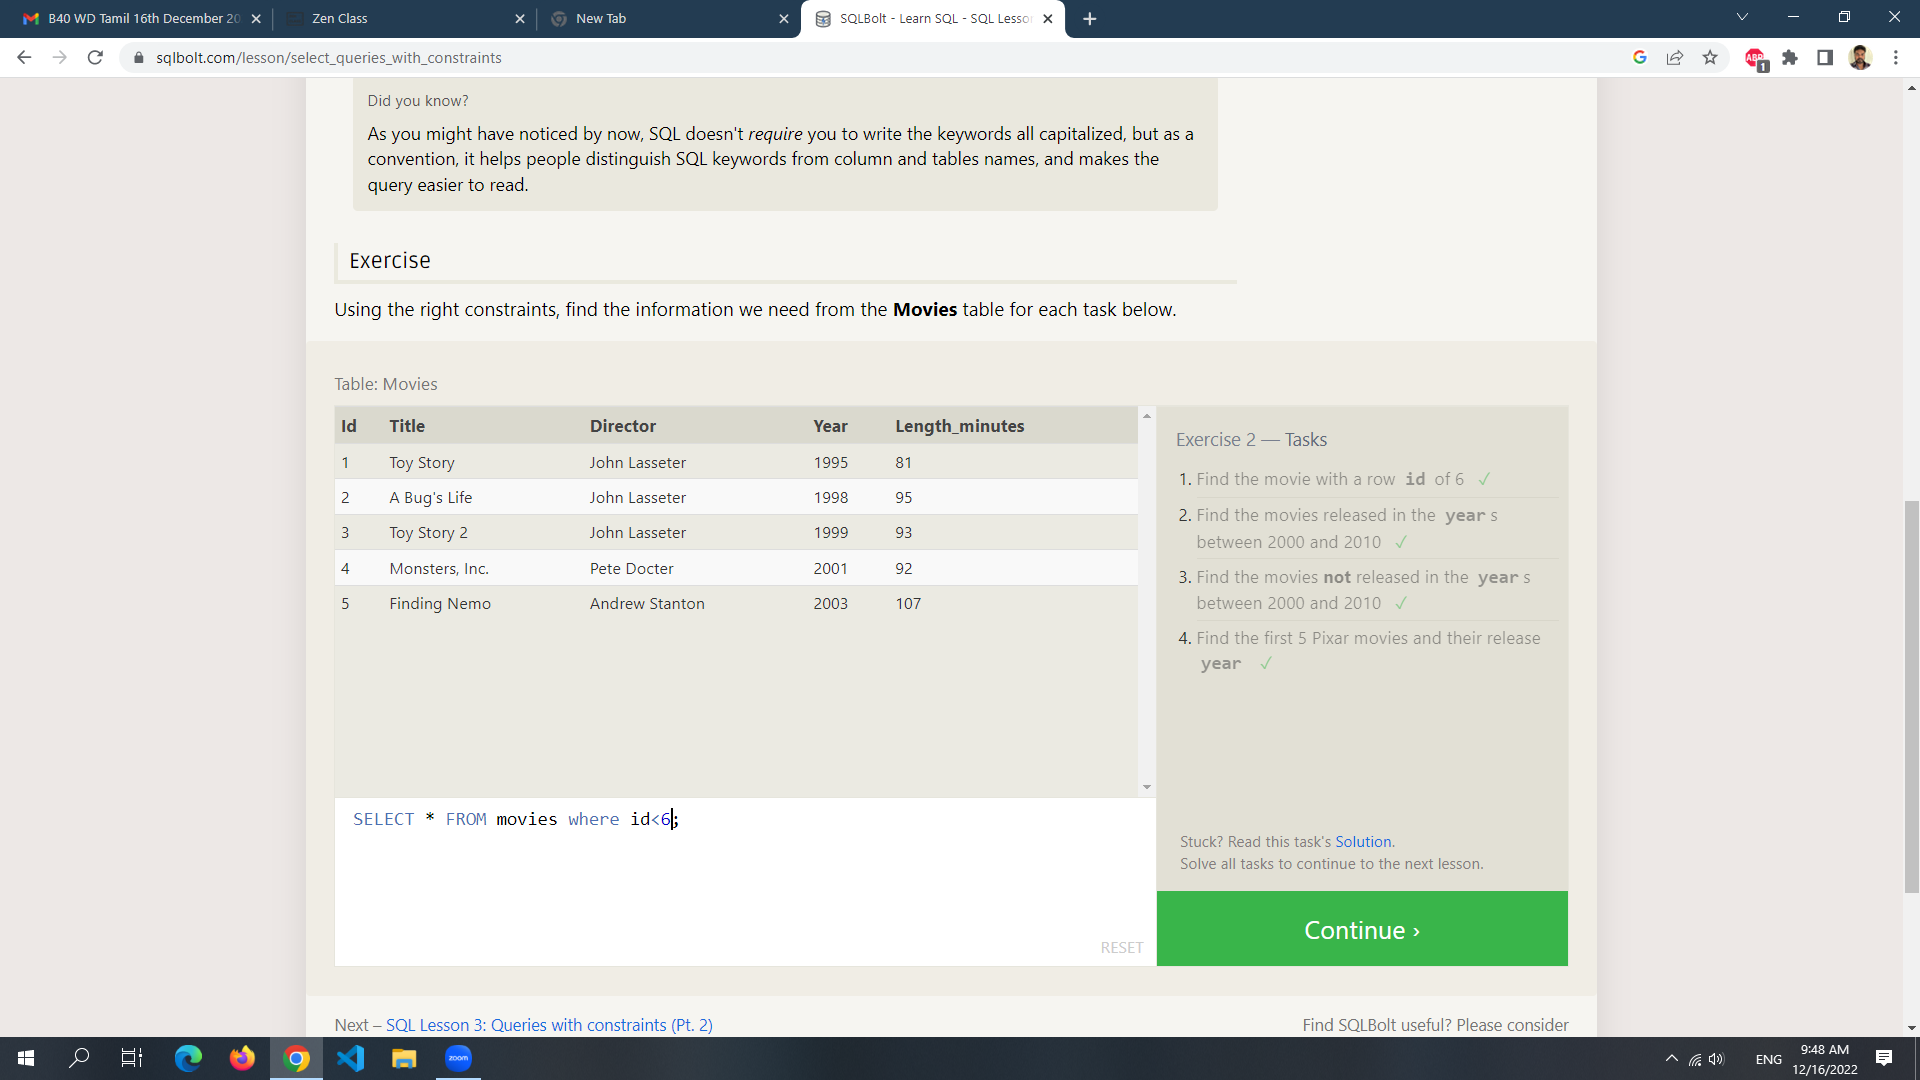 B40 WD Tamil 16th December 20
Zen Class
New Tab
SQLBolt - Learn SQL - SQL Lesson
sqlbolt.com/lesson/select_queries_with_constraints
ABP
1
Did you know?
As you might have noticed by now, SQL doesn't require you to write the keywords all capitalized, but as a
convention, it helps people distinguish SQL keywords from column and tables names, and makes the
query easier to read.
Exercise
Using the right constraints, find the information we need from the Movies table for each task below.
Table: Movies
Id Title Director Year Length_minutes
1 Toy Story John Lasseter 1995 81
2 A Bug's Life John Lasseter 1998 95
3 Toy Story 2 John Lasseter 1999 93
4 Monsters, Inc. Pete Docter 2001 92
5 Finding Nemo Andrew Stanton 2003 107
SELECT * FROM movies where id<6;
RESET
Exercise 2 — Tasks
1. Find the movie with a row id of 6 ✓
2. Find the movies released in the year s
between 2000 and 2010 ✓
3. Find the movies not released in the year s
between 2000 and 2010 ✓
4. Find the first 5 Pixar movies and their release
year ✓
Stuck? Read this task's Solution.
Solve all tasks to continue to the next lesson.
Continue ›
Next – SQL Lesson 3: Queries with constraints (Pt. 2)
Find SQLBolt useful? Please consider
zoom
ENG
9:48 AM
12/16/2022